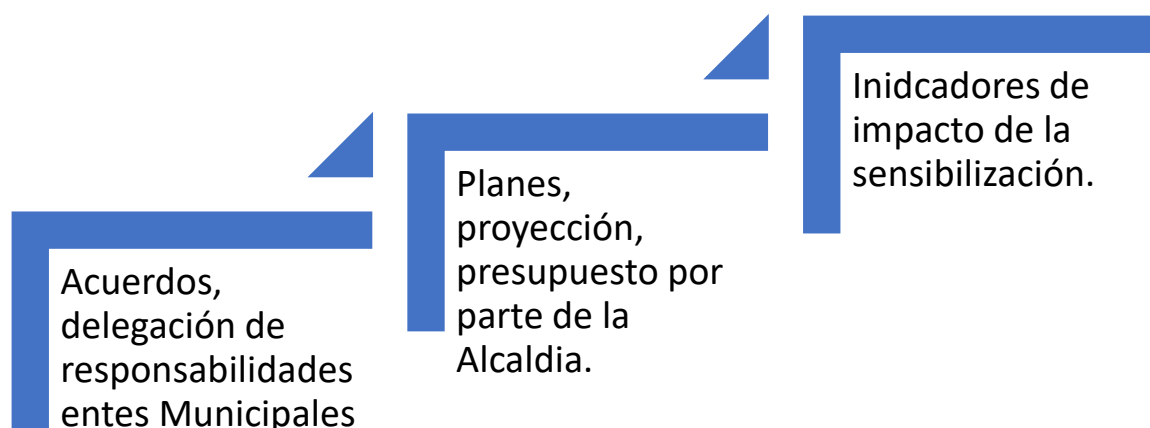 Acuerdos,
delegación de
responsabilidades
entes Municipales
Planes,
proyección,
presupuesto por
parte de la
Alcaldia.
Inidcadores de
impacto de la
sensibilización.